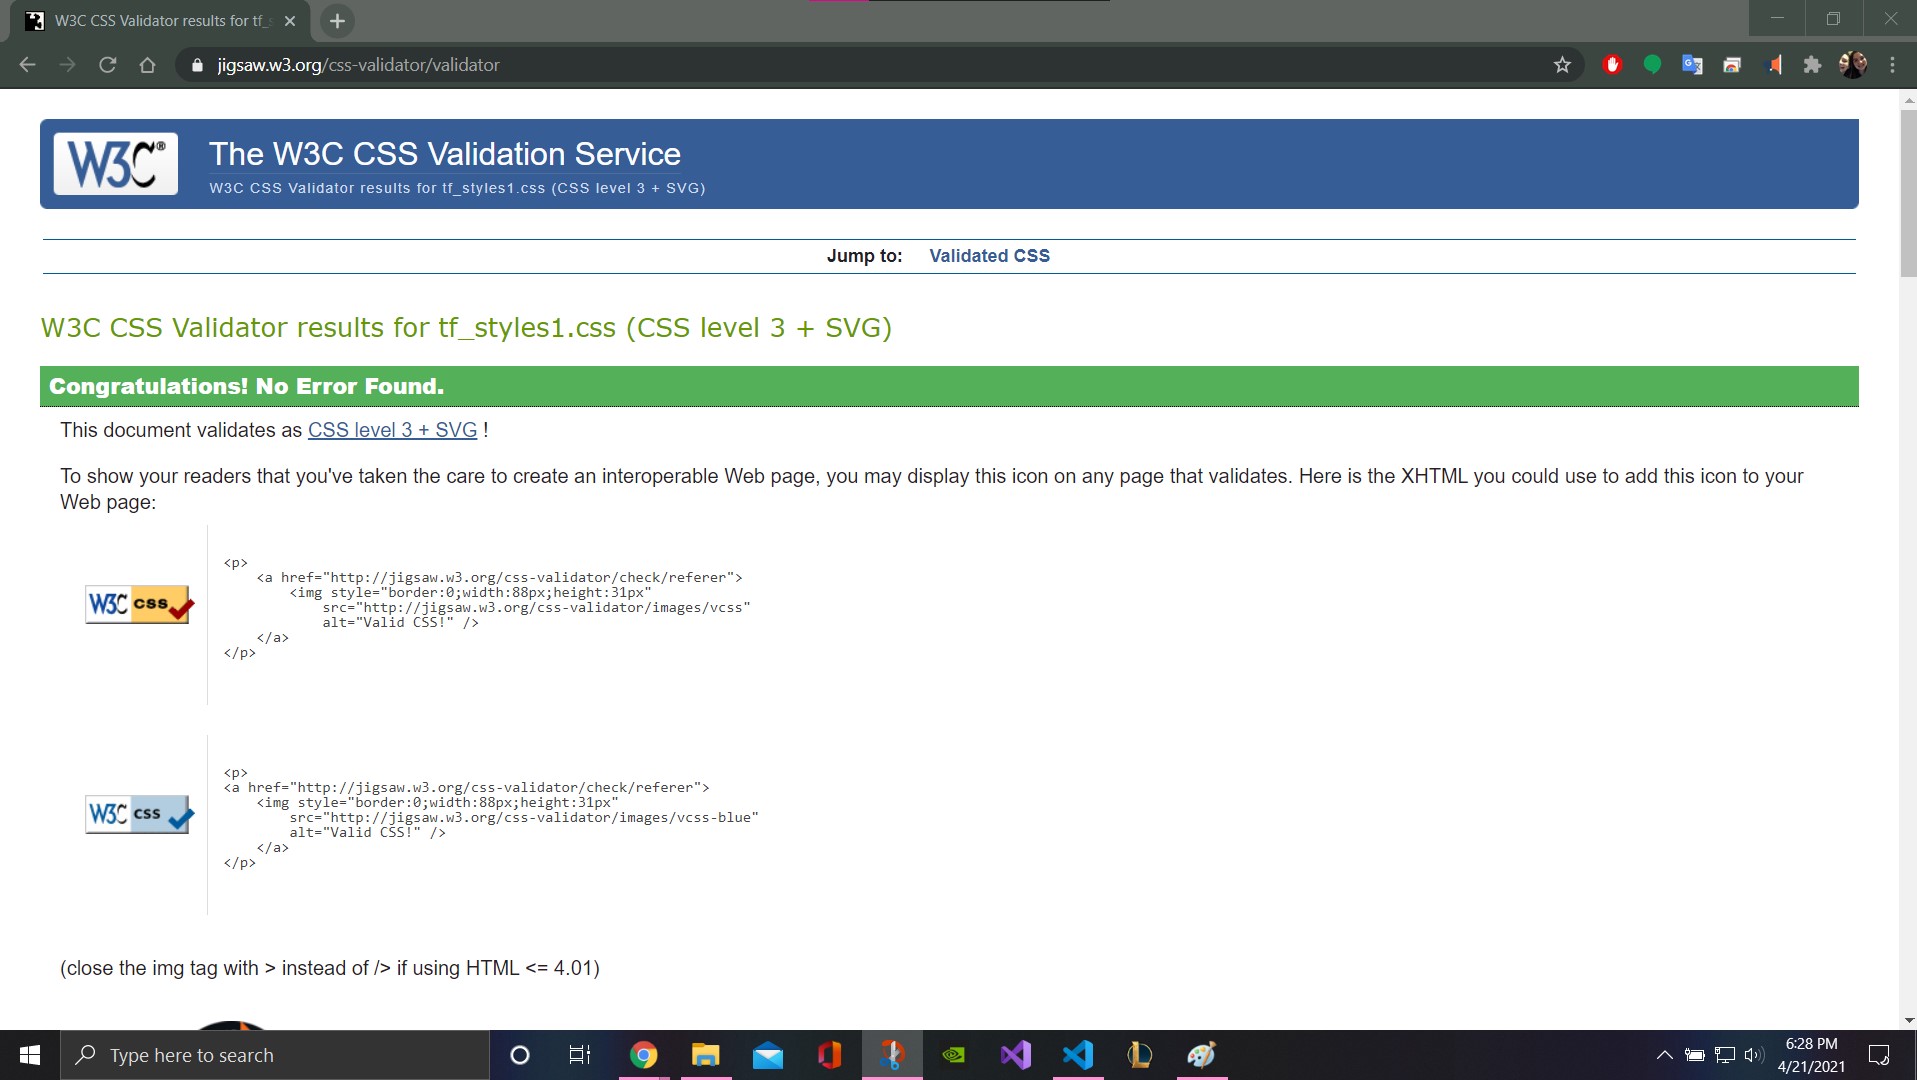 W3C CSS Validator results for tf_s
jigsaw.w3.org/css-validator/validator
W3C®
The W3C CSS Validation Service
W3C CSS Validator results for tf_styles1.css (CSS level 3 + SVG)
Jump to: Validated CSS
W3C CSS Validator results for tf_styles1.css (CSS level 3 + SVG)
Congratulations! No Error Found.
This document validates as CSS level 3 + SVG !
To show your readers that you've taken the care to create an interoperable Web page, you may display this icon on any page that validates. Here is the XHTML you could use to add this icon to your
Web page:
W3C css
<p>
<a href="http://jigsaw.w3.org/css-validator/check/referer">
<img style="border:0;width:88px;height:31px"
src="http://jigsaw.w3.org/css-validator/images/vcss"
alt="Valid CSS!" />
</a>
</p>
W3C css
<p>
<a href="http://jigsaw.w3.org/css-validator/check/referer">
<img style="border:0;width:88px;height:31px"
src="http://jigsaw.w3.org/css-validator/images/vcss-blue"
alt="Valid CSS!" />
</a>
</p>
(close the img tag with > instead of /> if using HTML <= 4.01)
Type here to search
6:28 PM
4/21/2021